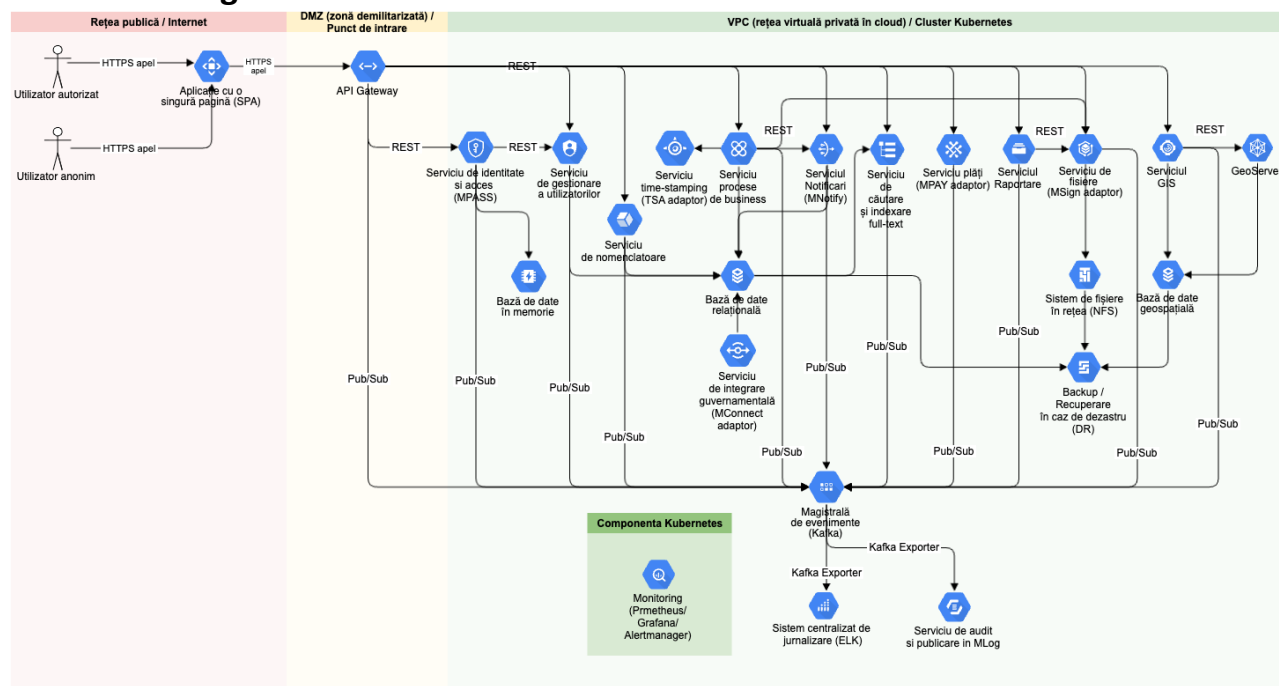 Rețea publică / Internet
DMZ (zonă demilitarizată) /
Punct de intrare
VPC (rețea virtuală privată în cloud) / Cluster Kubernetes
HTTPS apel
HTTPS
apel
REST
Utilizator autorizat
Aplicație cu o
singură pagină (SPA)
API Gateway
HTTPS apel
Utilizator anonim
REST
REST
REST
REST
REST
Serviciu de identitate
si acces
(MPASS)
Serviciu
de gestionare
a utilizatorilor
Serviciu
time-stamping
(TSA adaptor)
Serviciu
procese
de business
Serviciul
Notificari
(MNotify)
Serviciu
de
căutare
și indexare
full-text
Serviciu plăți
(MPAY adaptor)
Serviciul
Raportare
Serviciu de
fisiere
(MSign adaptor)
Serviciul
GIS
GeoServe
Serviciu
de nomenclatoare
Bază de date
în memorie
Bază de date
relațională
Sistem de fișiere
în rețea (NFS)
Bază de date
geospațială
Serviciu
de integrare
guvernamentală
(MConnect
adaptor)
Backup /
Recuperare
în caz de dezastru
(DR)
Pub/Sub
Pub/Sub
Pub/Sub
Pub/Sub
Pub/Sub
Pub/Sub
Pub/Sub
Pub/Sub
Pub/Sub
Pub/Sub
Pub/Sub
Magistrală
de evenimente
(Kafka)
Componenta Kubernetes
Monitoring
(Prmetheus/
Grafana/
Alertmanager)
Kafka Exporter
Kafka Exporter
Sistem centralizat de
jurnalizare (ELK)
Serviciu de audit
si publicare in MLog